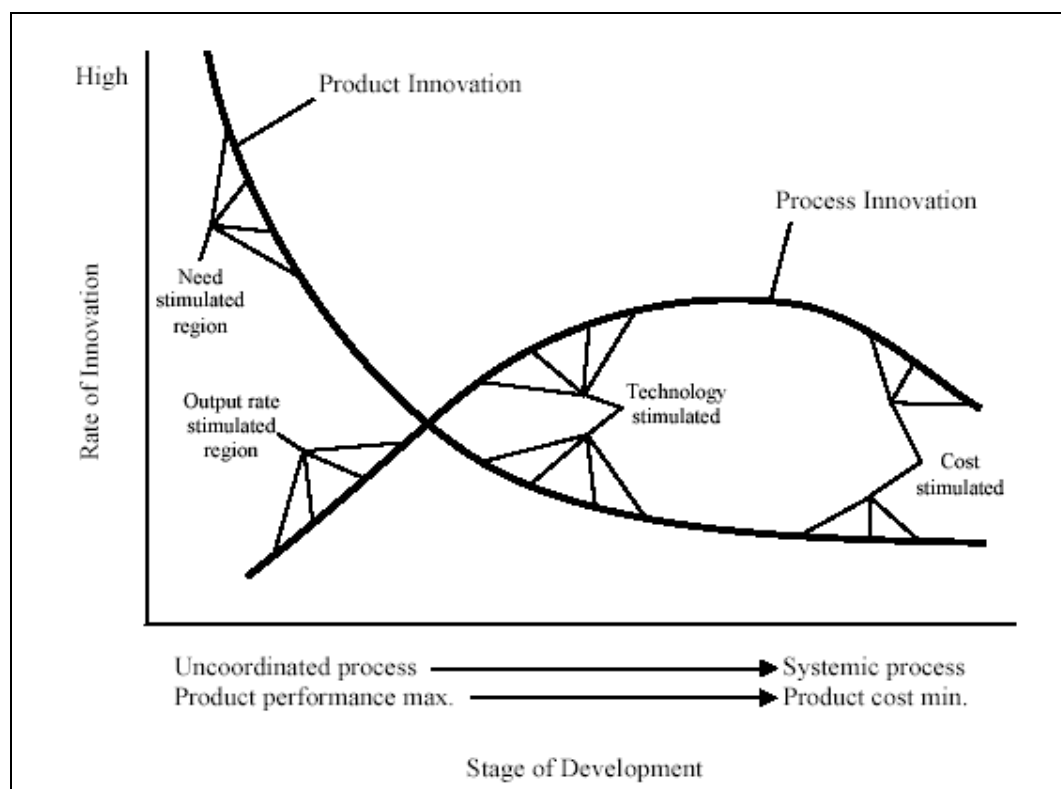 High
Product Innovation
Process Innovation
Need
stimulated
region
Rate of Innovation
Output rate
stimulated
region
Technology
stimulated
Cost
stimulated
Uncoordinated process
Systemic process
Product performance max.
Product cost min.
Stage of Development